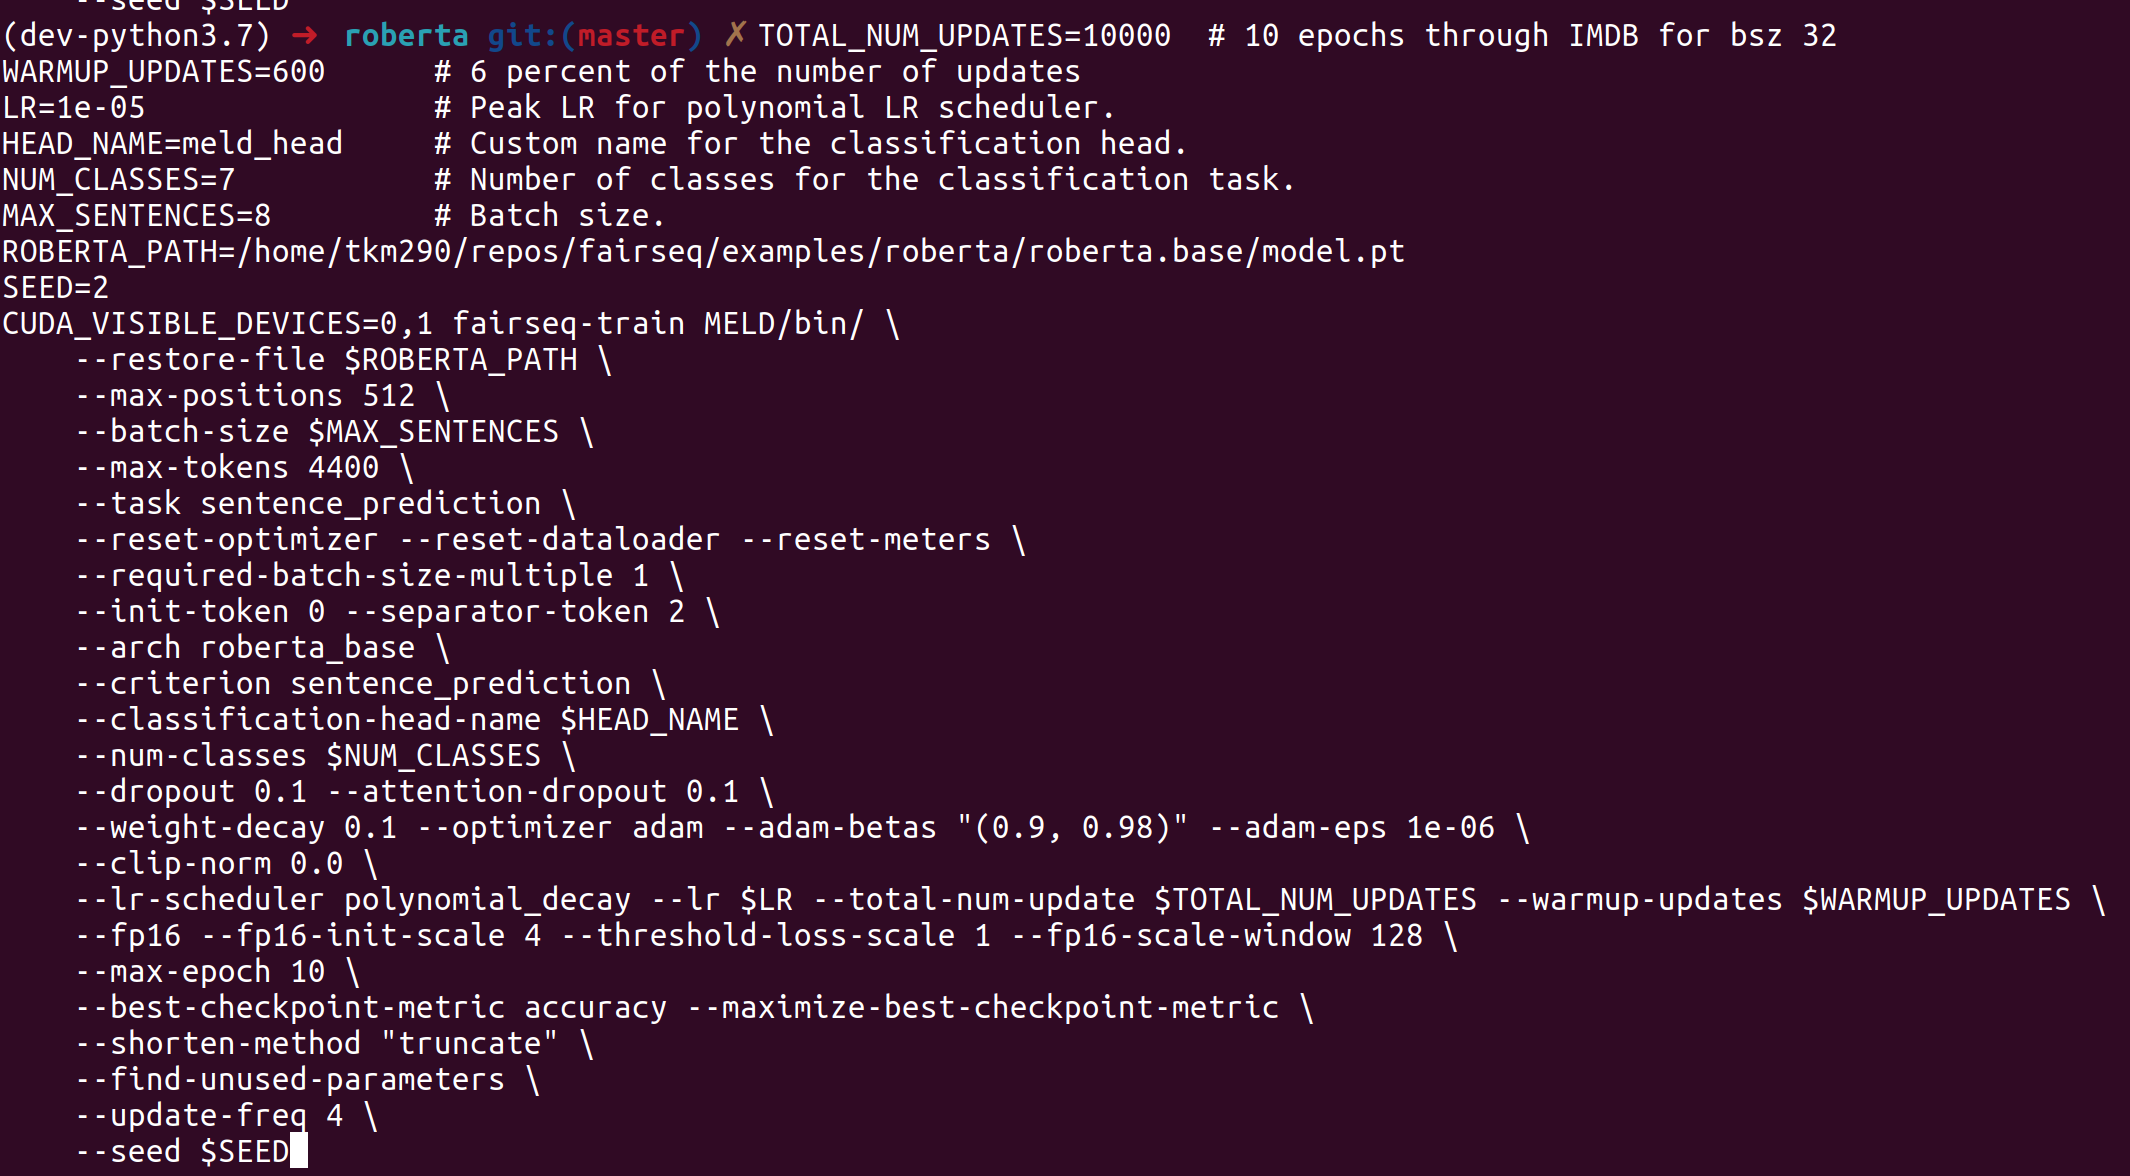 --seed $SEED
(dev-python3.7) ➜ roberta git:(master) ✗ TOTAL_NUM_UPDATES=10000  # 10 epochs through IMDB for bsz 32
WARMUP_UPDATES=600      # 6 percent of the number of updates
LR=1e-05                # Peak LR for polynomial LR scheduler.
HEAD_NAME=meld_head     # Custom name for the classification head.
NUM_CLASSES=7           # Number of classes for the classification task.
MAX_SENTENCES=8         # Batch size.
ROBERTA_PATH=/home/tkm290/repos/fairseq/examples/roberta/roberta.base/model.pt
SEED=2
CUDA_VISIBLE_DEVICES=0,1 fairseq-train MELD/bin/ \
    --restore-file $ROBERTA_PATH \
    --max-positions 512 \
    --batch-size $MAX_SENTENCES \
    --max-tokens 4400 \
    --task sentence_prediction \
    --reset-optimizer --reset-dataloader --reset-meters \
    --required-batch-size-multiple 1 \
    --init-token 0 --separator-token 2 \
    --arch roberta_base \
    --criterion sentence_prediction \
    --classification-head-name $HEAD_NAME \
    --num-classes $NUM_CLASSES \
    --dropout 0.1 --attention-dropout 0.1 \
    --weight-decay 0.1 --optimizer adam --adam-betas "(0.9, 0.98)" --adam-eps 1e-06 \
    --clip-norm 0.0 \
    --lr-scheduler polynomial_decay --lr $LR --total-num-update $TOTAL_NUM_UPDATES --warmup-updates $WARMUP_UPDATES \
    --fp16 --fp16-init-scale 4 --threshold-loss-scale 1 --fp16-scale-window 128 \
    --max-epoch 10 \
    --best-checkpoint-metric accuracy --maximize-best-checkpoint-metric \
    --shorten-method "truncate" \
    --find-unused-parameters \
    --update-freq 4 \
    --seed $SEED